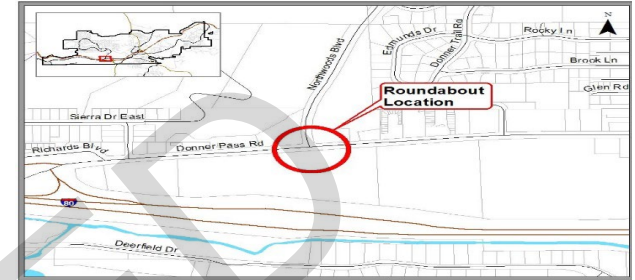 Rocky ln
Edmunds Dr
Donner Trail Rd
Northwoods Blvd
Brook Ln
Glen Rd
Roundabout
Location
Sierra Dr East
Richards Blvd
Donner Pass Rd
80
Deerfield Dr